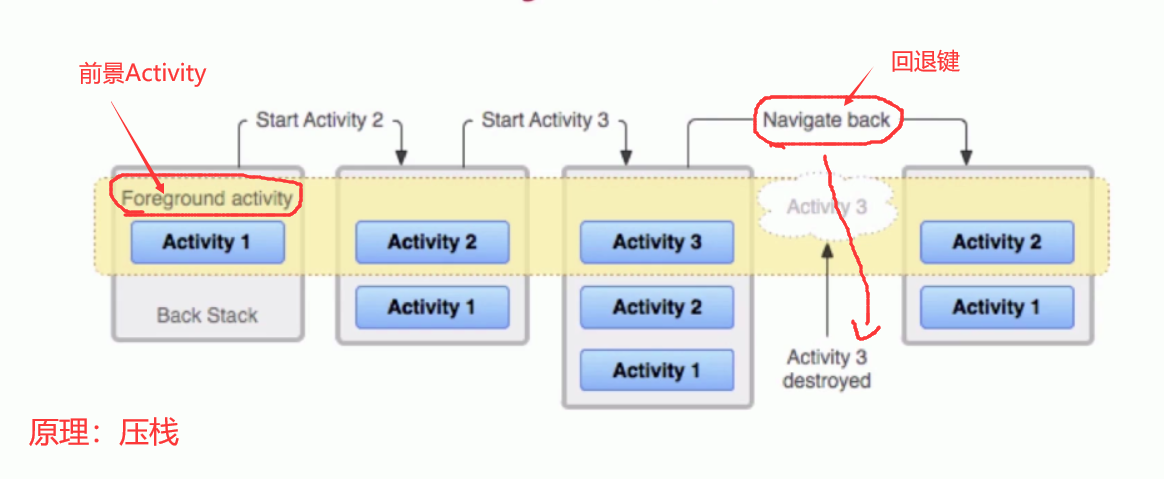 前景Activity
回退键
Start Activity 2
Start Activity 3
Navigate back
Foreground activity
Activity 3
Activity 1
Activity 2
Activity 3
Activity 2
Back Stack
Activity 1
Activity 2
Activity 1
Activity 1
Activity 3
destroyed
原理：压栈